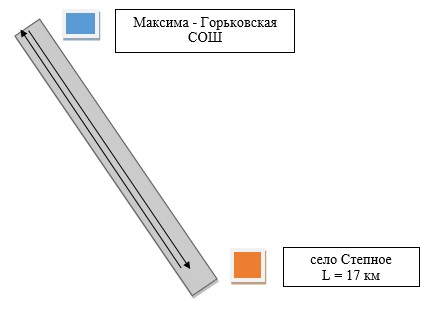 Максима - Горьковская
СОШ
село Степное
L = 17 км